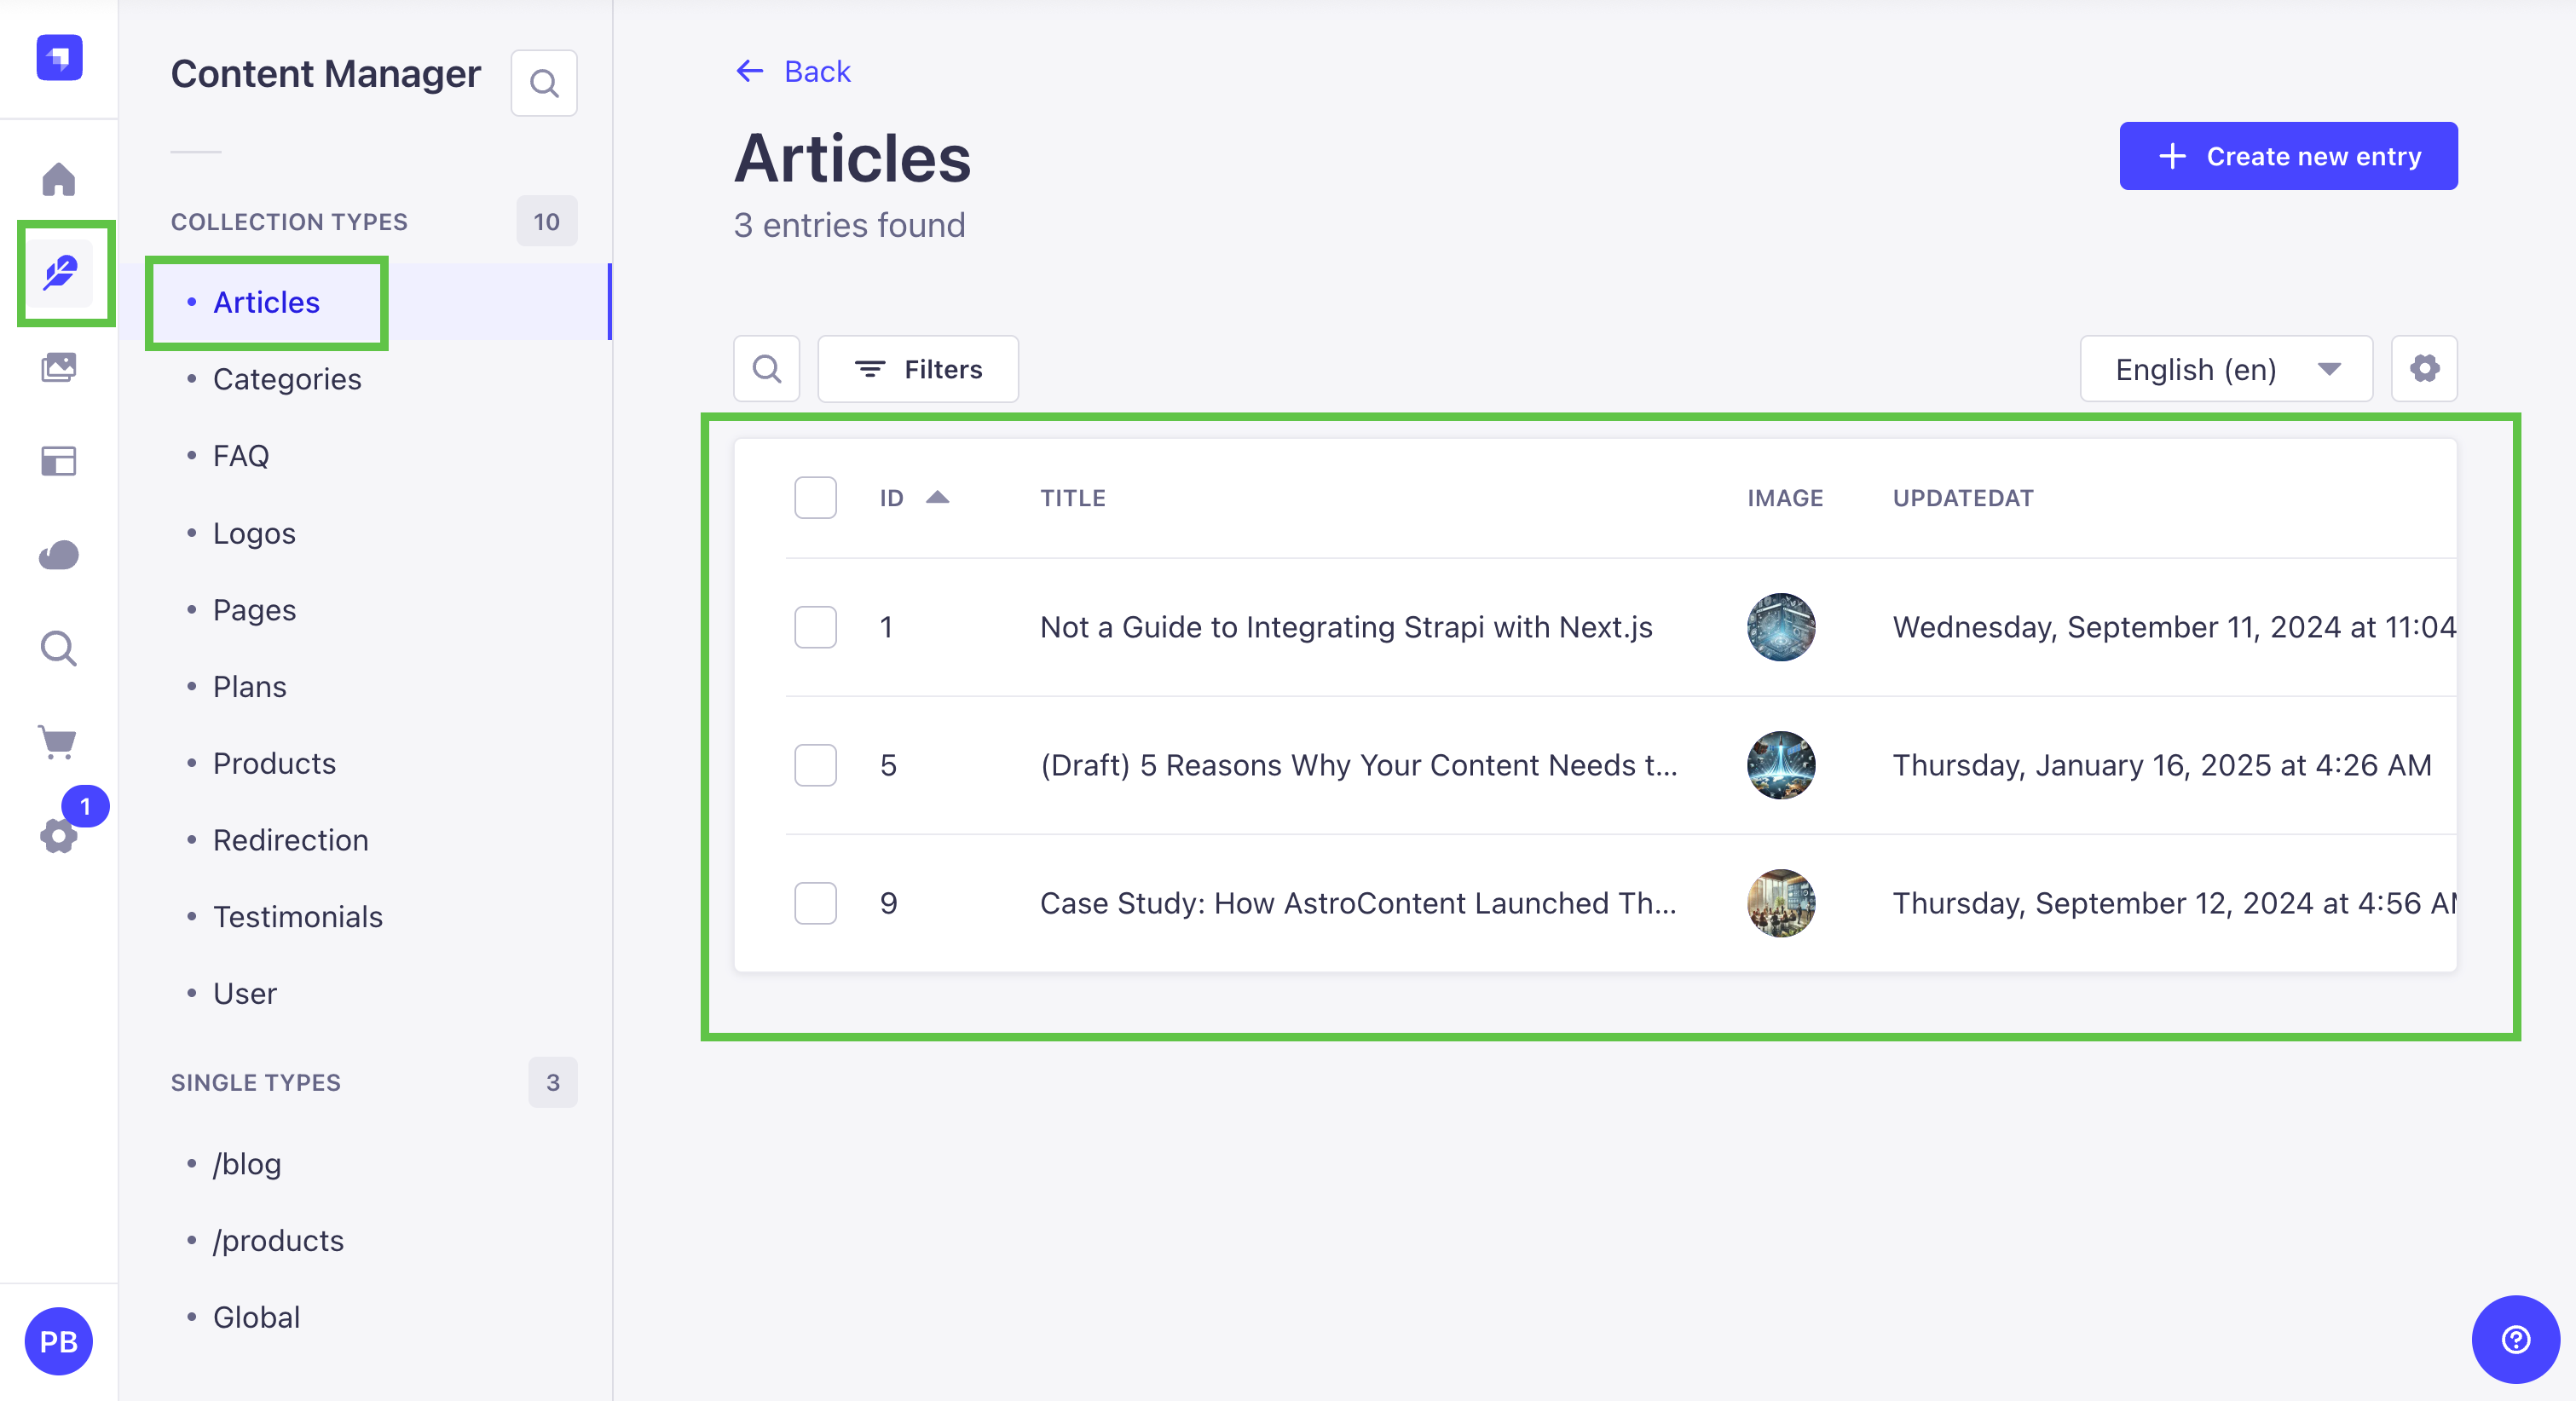 Content Manager
COLLECTION TYPES 10
Articles
Categories
FAQ
Logos
Pages
Plans
Products
Redirection
Testimonials
User
SINGLE TYPES 3
/blog
/products
Global
1
PB
Back
Articles
3 entries found
Create new entry
Filters
English (en)
ID TITLE IMAGE UPDATEDAT
1 Not a Guide to Integrating Strapi with Next.js Wednesday, September 11, 2024 at 11:04
5 (Draft) 5 Reasons Why Your Content Needs t... Thursday, January 16, 2025 at 4:26 AM
9 Case Study: How AstroContent Launched Th... Thursday, September 12, 2024 at 4:56 AM